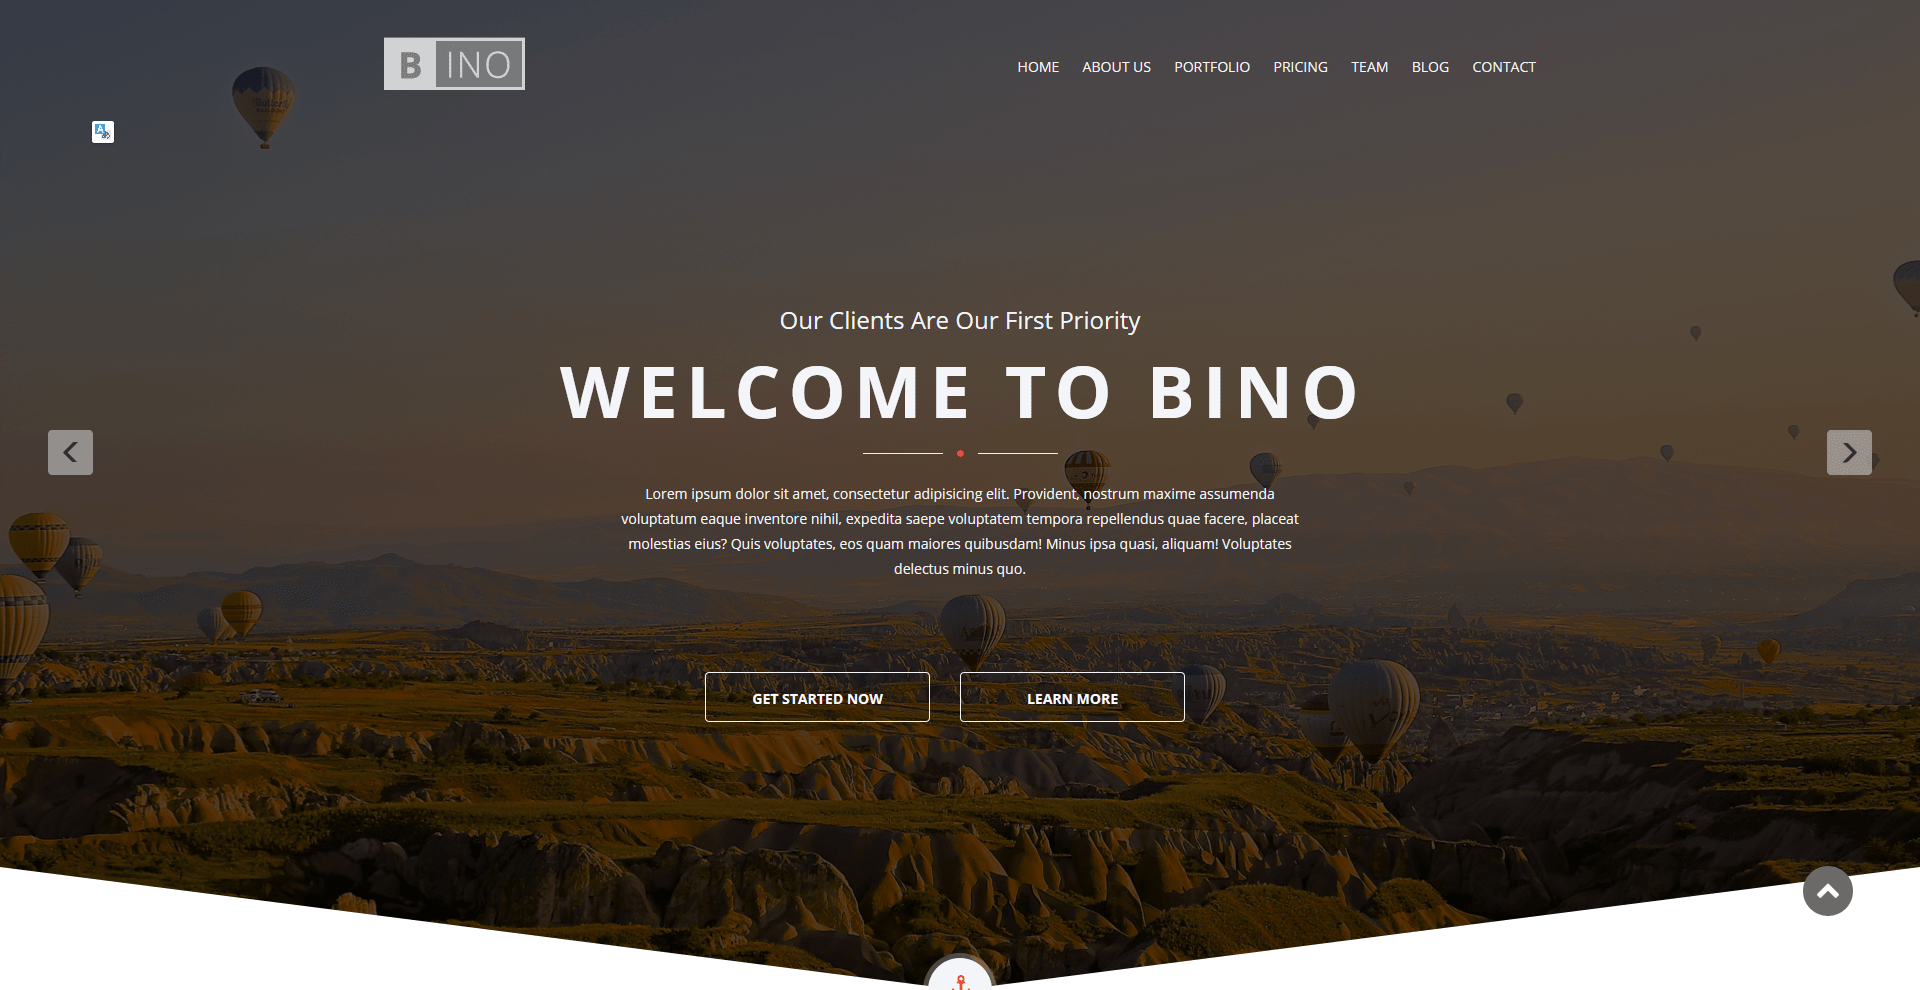 B INO
HOME ABOUT US PORTFOLIO PRICING TEAM BLOG CONTACT
Our Clients Are Our First Priority
WELCOME TO BINO
Lorem ipsum dolor sit amet, consectetur adipisicing elit. Provident, nostrum maxime assumenda
voluptatum eaque inventore nihil, expedita saepe voluptatem tempora repellendus quae facere, placeat
molestias eius? Quis voluptates, eos quam maiores quibusdam! Minus ipsa quasi, aliquam! Voluptates
delectus minus quo.
GET STARTED NOW
LEARN MORE